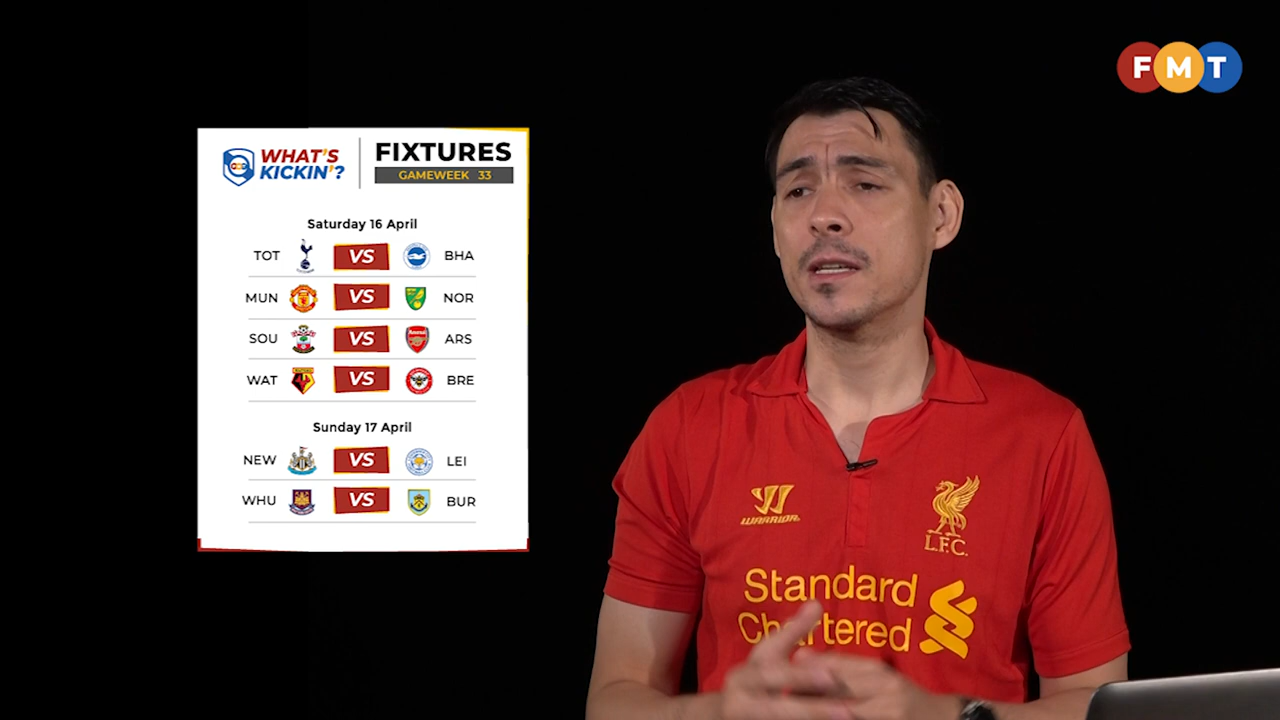 FMT
WHAT'S
KICKIN'?
FIXTURES
GAMEWEEK 33
Saturday 16 April
TOT VS BHA
MUN VS NOR
SOU VS ARS
WAT VS BRE
Sunday 17 April
NEW VS LEI
WHU VS BUR
WARRIOR
L.F.C.
Standard
Chartered